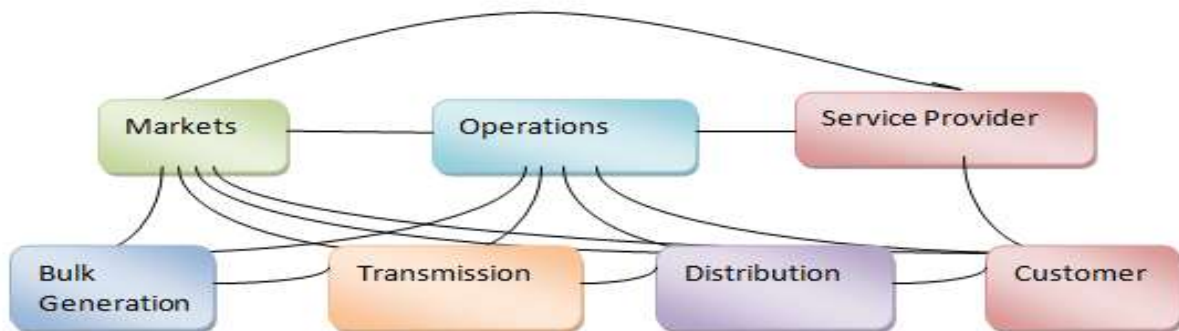 Markets
Operations
Service Provider
Bulk
Generation
Transmission
Distribution
Customer